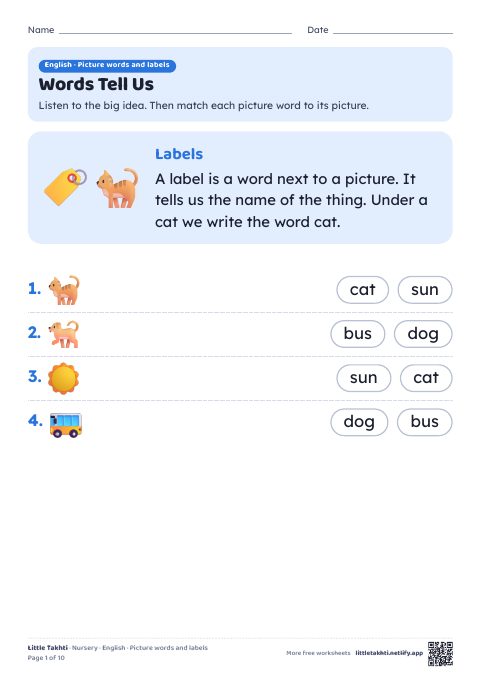 Name Date
English · Picture words and labels
Words Tell Us
Listen to the big idea. Then match each picture word to its picture.
Labels
A label is a word next to a picture. It
tells us the name of the thing. Under a
cat we write the word cat.
1. cat sun
2. bus dog
3. sun cat
4. dog bus
Little Takhti · Nursery · English · Picture words and labels
Page 1 of 10
More free worksheets · littletakhti.netlify.app